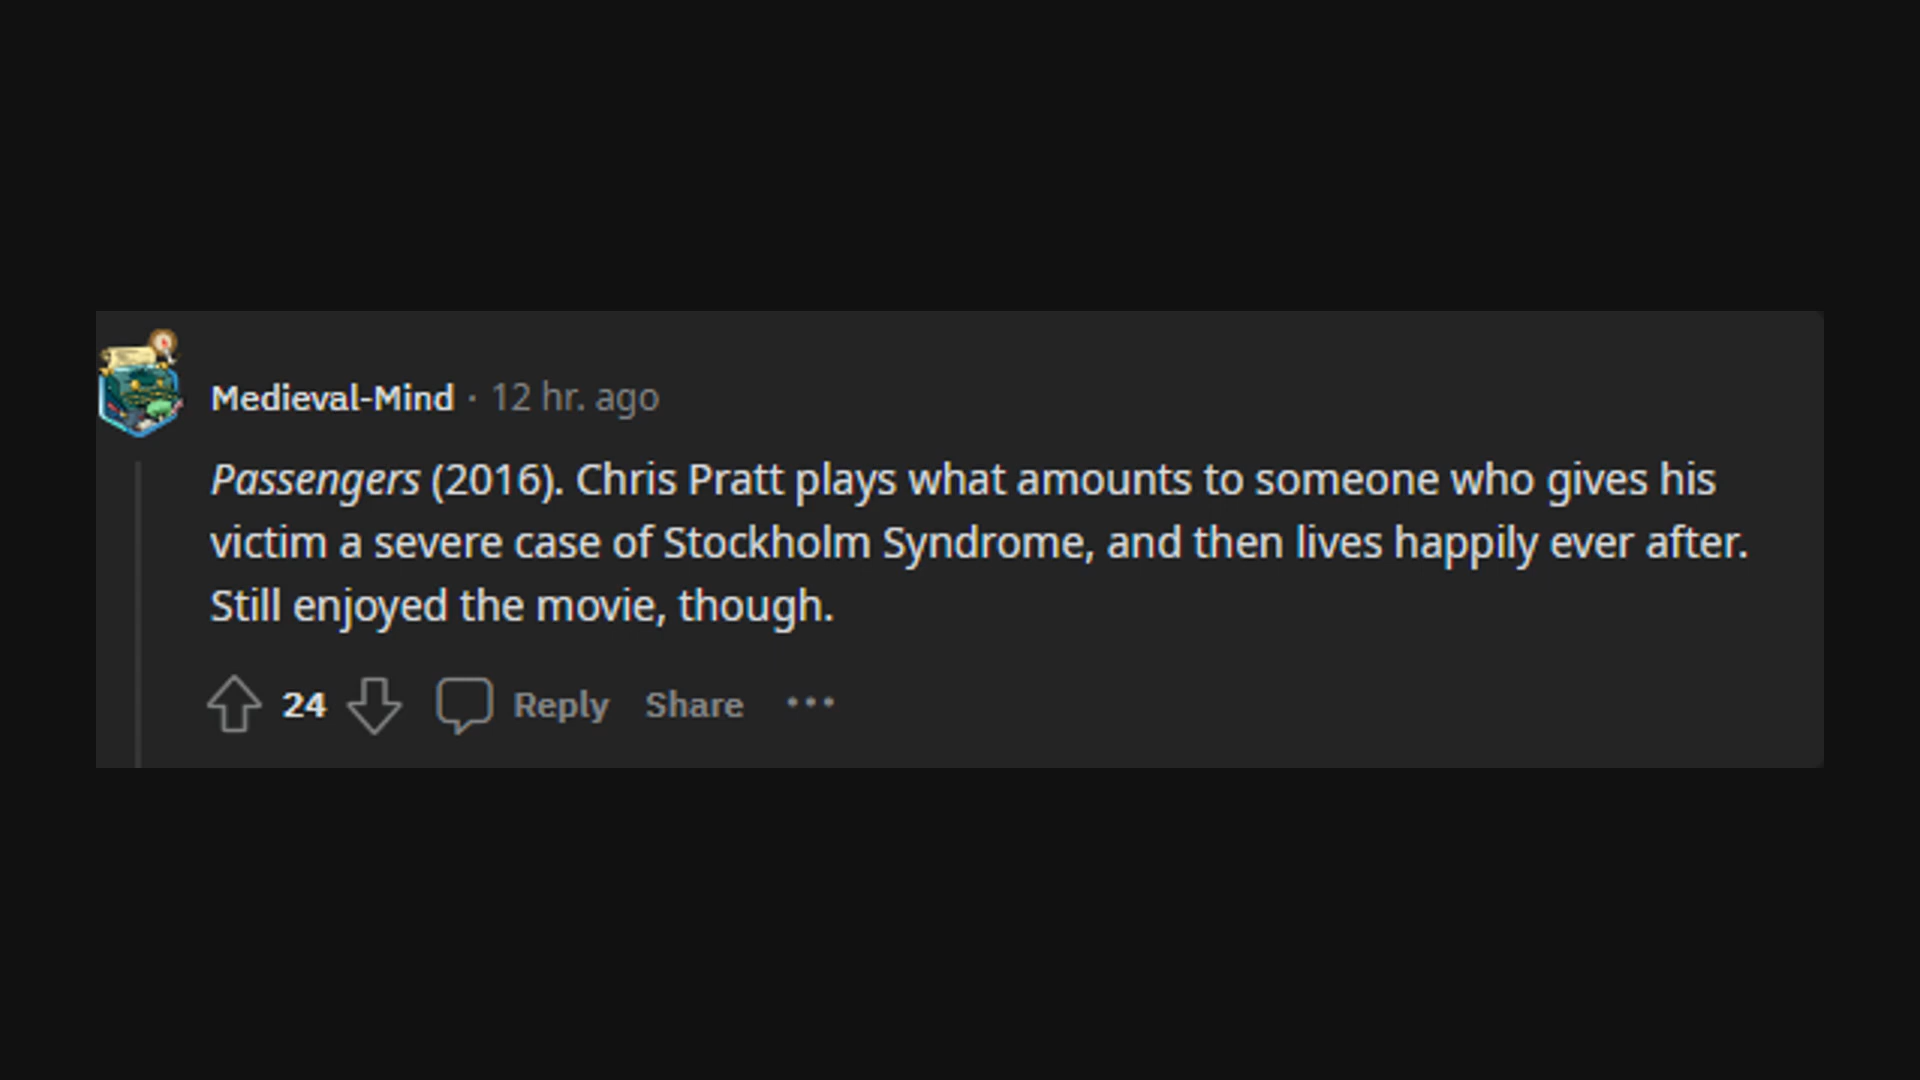 Medieval-Mind · 12 hr. ago
Passengers (2016). Chris Pratt plays what amounts to someone who gives his
victim a severe case of Stockholm Syndrome, and then lives happily ever after.
Still enjoyed the movie, though.
24 Reply Share ···